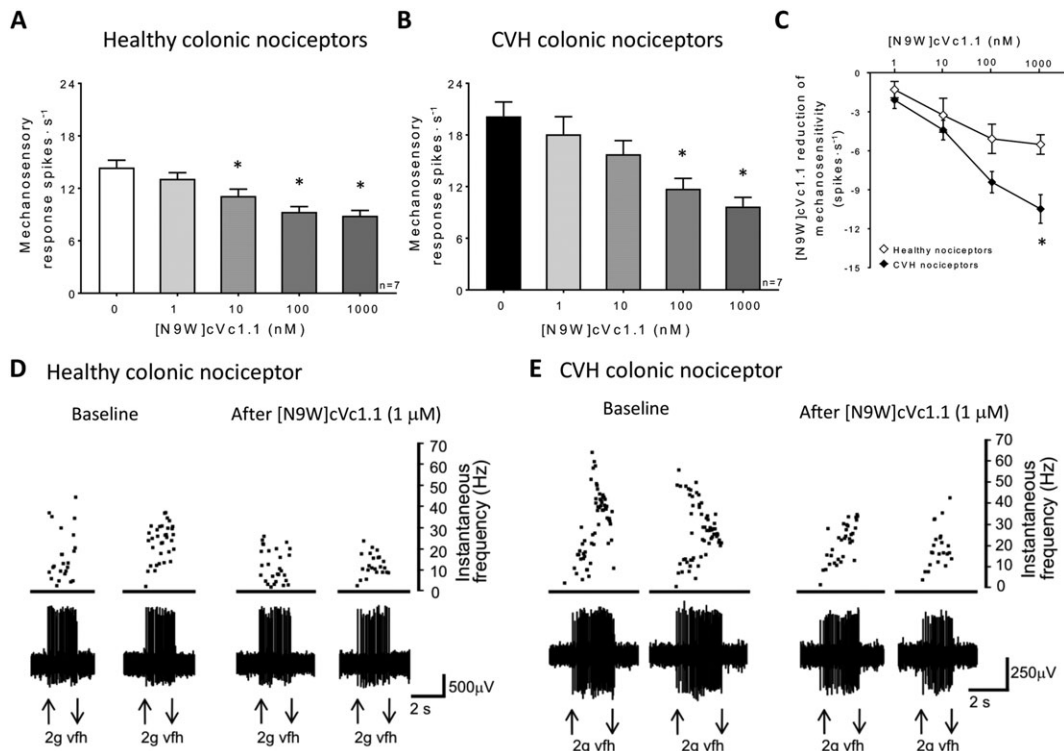 A
Healthy colonic nociceptors
Mechanosensory
response spikes · s⁻¹
24
18
12
6
0
*
*
*
n=7
0 1 10 100 1000
[N9W]cVc1.1 (nM)
B
CVH colonic nociceptors
Mechanosensory
response spikes · s⁻¹
24
18
12
6
0
*
*
n=7
0 1 10 100 1000
[N9W]cVc1.1 (nM)
C
[N9W]cVc1.1 (nM)
1 10 100 1000
[N9W]cVc1.1 reduction of
mechanosensitivity
(spikes·s⁻¹)
0
-3
-6
-9
-12
-15
Healthy nociceptors
CVH nociceptors
*
D
Healthy colonic nociceptor
Baseline
After [N9W]cVc1.1 (1 μM)
70
60
50
40
30
20
10
0
Instantaneous
frequency (Hz)
500μV
2 s
2g vfh 2g vfh 2g vfh 2g vfh
E
CVH colonic nociceptor
Baseline
After [N9W]cVc1.1 (1 μM)
70
60
50
40
30
20
10
0
Instantaneous
frequency (Hz)
250μV
2 s
2g vfh 2g vfh 2g vfh 2g vfh